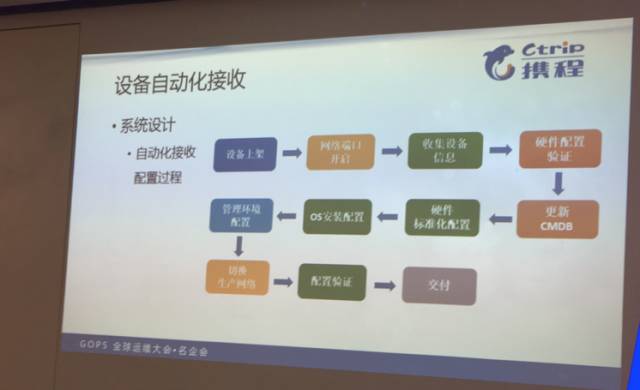 设备自动化接收
Ctrip
携程
• 系统设计
• 自动化接收
配置过程
设备上架
网络端口
开启
收集设备
信息
硬件配置
验证
更新
CMDB
硬件
标准化配置
OS安装配置
管理环境
配置
切换
生产网络
配置验证
交付
GOPS 全球运维大会•名企会